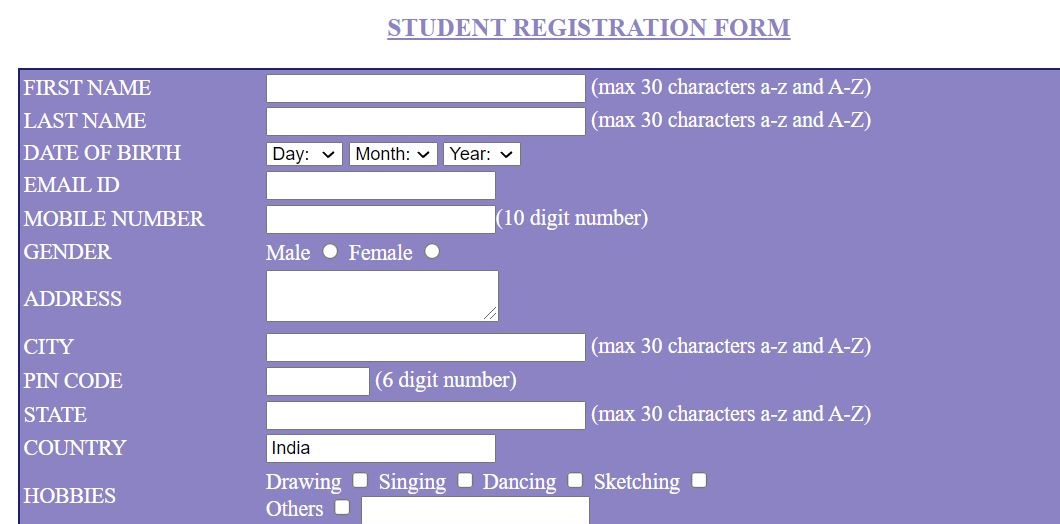 STUDENT REGISTRATION FORM
FIRST NAME (max 30 characters a-z and A-Z)
LAST NAME (max 30 characters a-z and A-Z)
DATE OF BIRTH Day: Month: Year:
EMAIL ID
MOBILE NUMBER (10 digit number)
GENDER Male Female
ADDRESS
CITY (max 30 characters a-z and A-Z)
PIN CODE (6 digit number)
STATE (max 30 characters a-z and A-Z)
COUNTRY India
HOBBIES Drawing Singing Dancing Sketching
Others